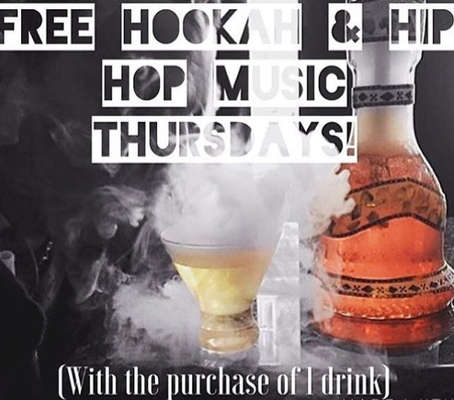 FREE HOOKAH & HIP
HOP MUSIC
THURSDAYS!
(With the purchase of 1 drink)